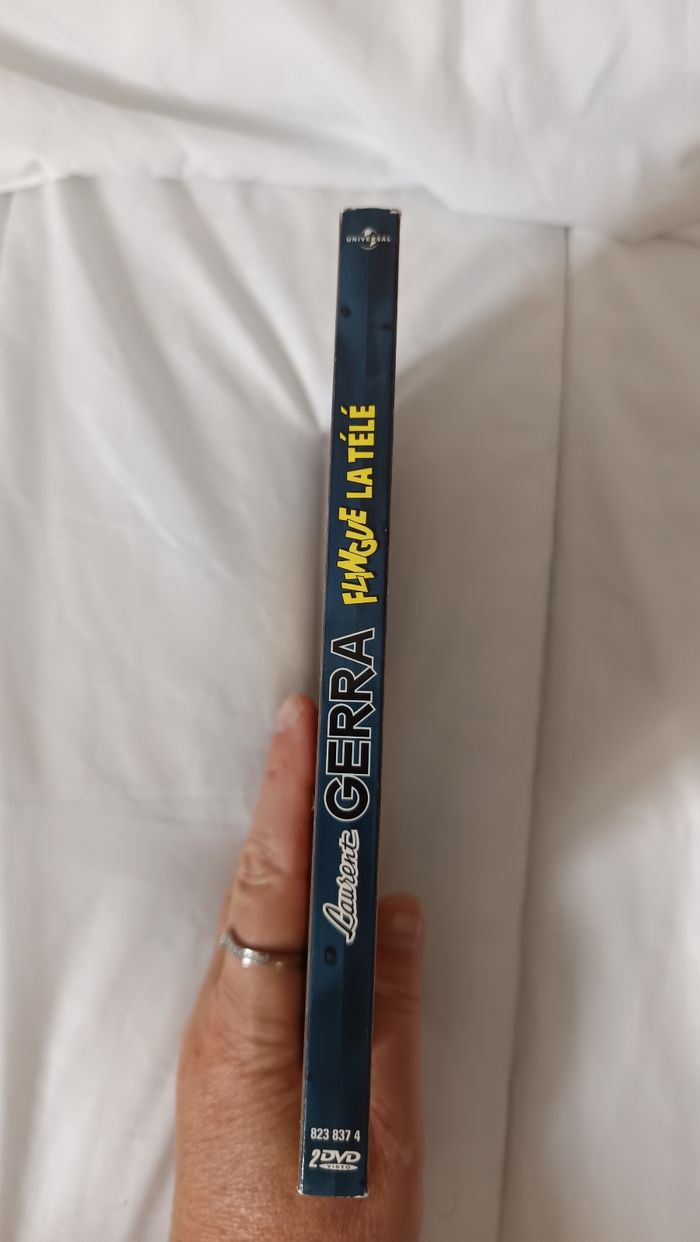 UNIVERSAL
Laurent GERRA FLINGUE LA TÉLÉ
823 837 4
2 DVD
VIDEO